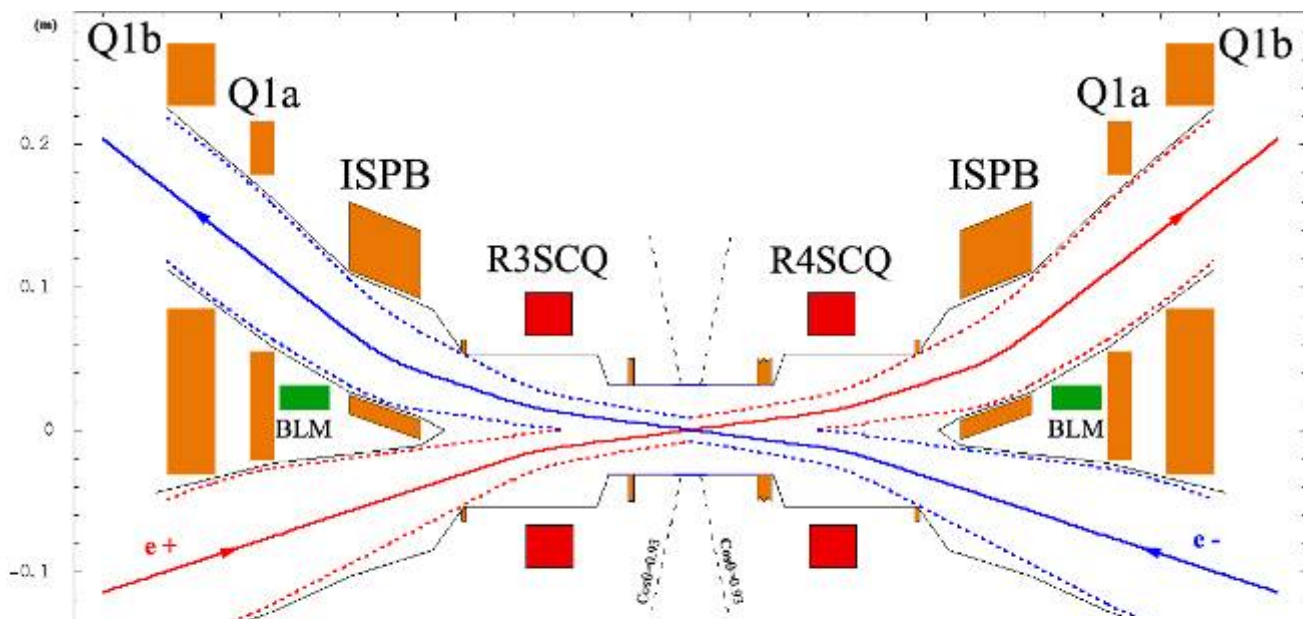 (m)
Q1b
Q1b
Q1a
Q1a
0.2
ISPB
ISPB
R3SCQ
R4SCQ
0.1
BLM
BLM
0
e+
e-
Cosθ=0.93
Cosθ=0.93
-0.1